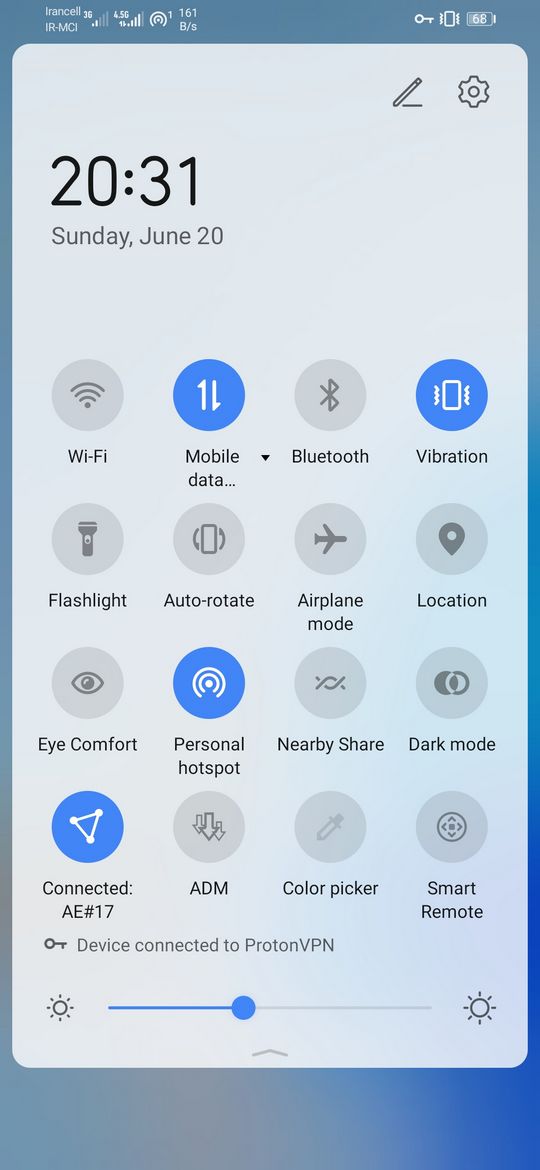 Irancell 3G 4.5G 1 161
IR-MCI B/s
68
20:31
Sunday, June 20
Wi-Fi
Mobile
data...
Bluetooth
Vibration
Flashlight
Auto-rotate
Airplane
mode
Location
Eye Comfort
Personal
hotspot
Nearby Share
Dark mode
Connected:
AE#17
ADM
Color picker
Smart
Remote
Device connected to ProtonVPN